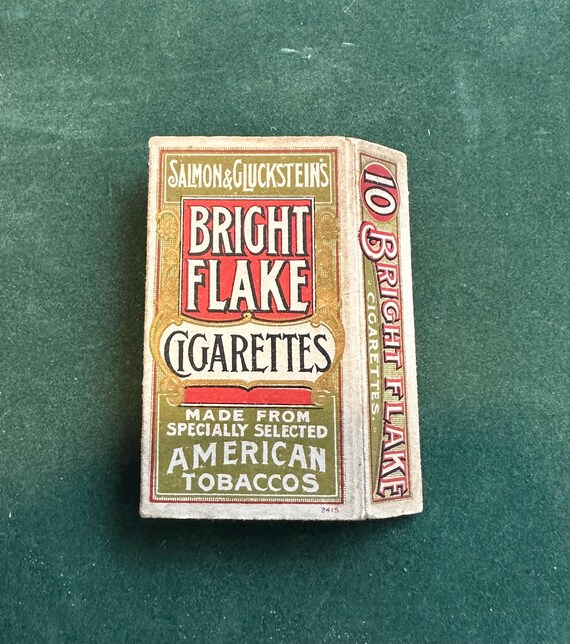 SALMON & GLUCKSTEIN'S
BRIGHT
FLAKE
CIGARETTES
MADE FROM
SPECIALLY SELECTED
AMERICAN
TOBACCOS
2415
10 BRIGHT FLAKE
CIGARETTES